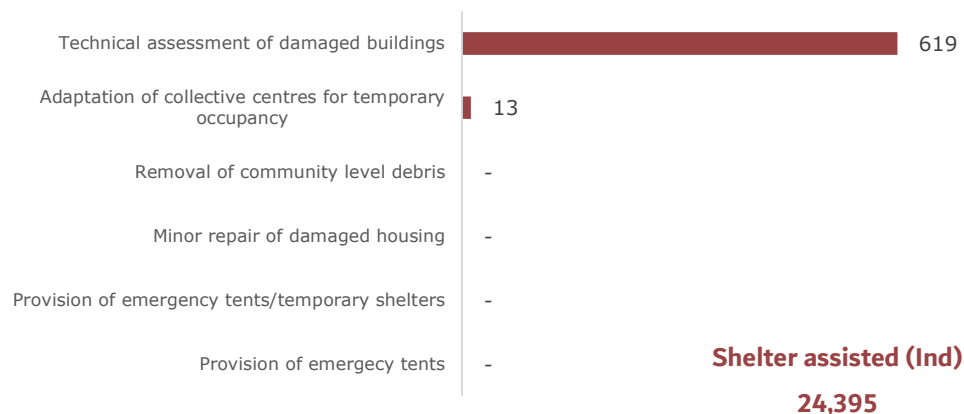 Technical assessment of damaged buildings
619
Adaptation of collective centres for temporary
occupancy
13
Removal of community level debris
-
Minor repair of damaged housing
-
Provision of emergency tents/temporary shelters
-
Provision of emergecy tents
-
Shelter assisted (Ind)
24,395